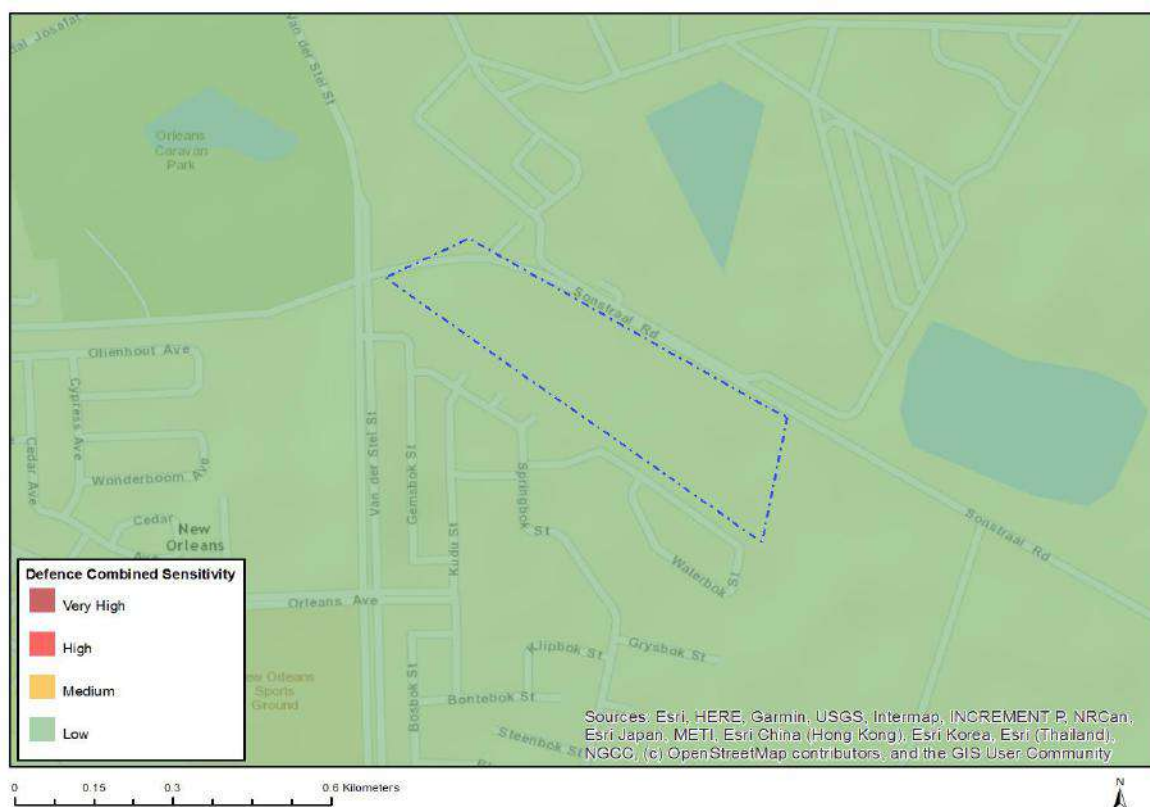 dal Josafat
Van der Stel St
Orleans
Caravan
Park
Sonstraal Rd
Olienhout Ave
Cypress Ave
Cedar Ave
Wonderboom Ave
Cedar
Ave
New
Orleans
Van der Stel St
Gemsbok St
Kudu St
Springbok
St
Waterbok St
Sonstraal Rd
Orleans Ave
Klipbok St
Grysbok St
Bosbok St
Bontebok St
Steenbok St
New Orleans
Sports
Ground
Defence Combined Sensitivity
Very High
High
Medium
Low
Sources: Esri, HERE, Garmin, USGS, Intermap, INCREMENT P, NRCan,
Esri Japan, METI, Esri China (Hong Kong), Esri Korea, Esri (Thailand),
NGCC, (c) OpenStreetMap contributors, and the GIS User Community
0 0.15 0.3 0.6 Kilometers
N